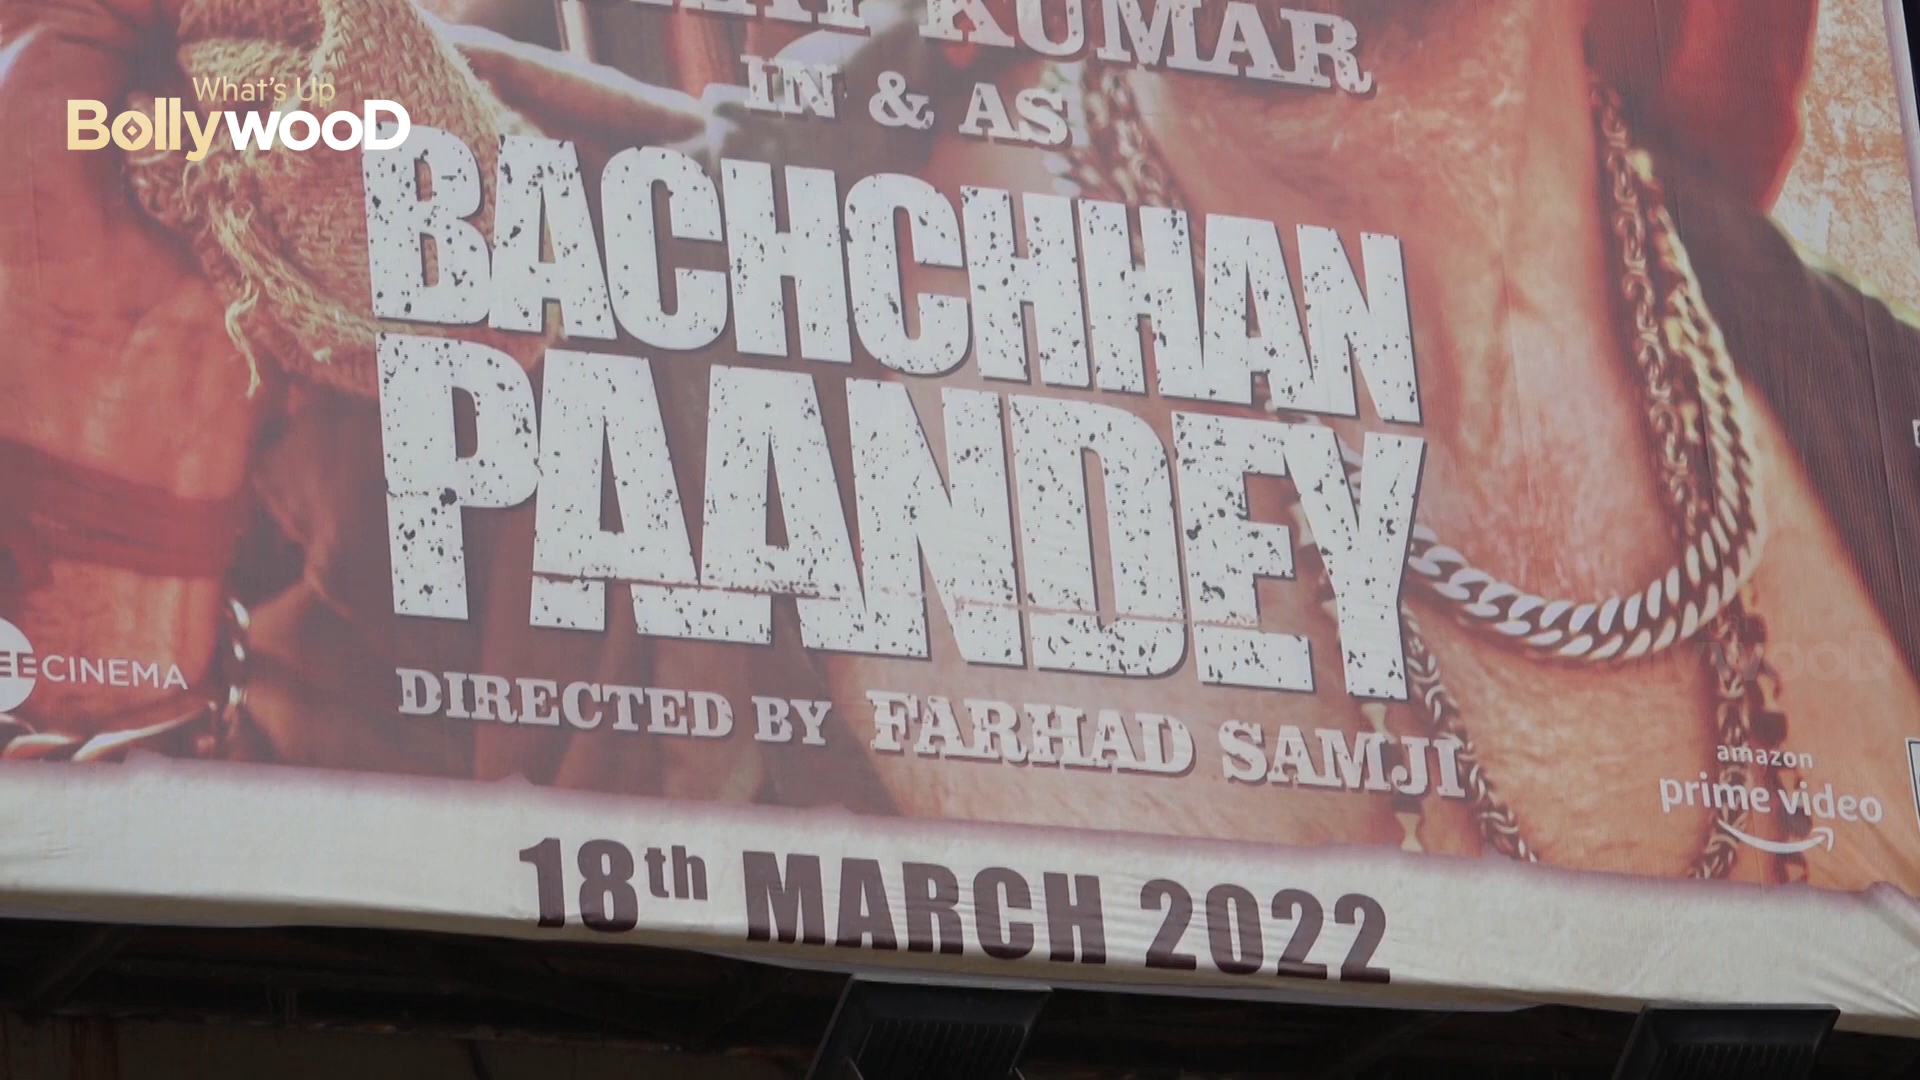 What's Up
BollywooD
KUMAR
IN & AS
BACHCHHAN
PAANDEY
DIRECTED BY FARHAD SAMJI
CINEMA
amazon
prime video
18th MARCH 2022